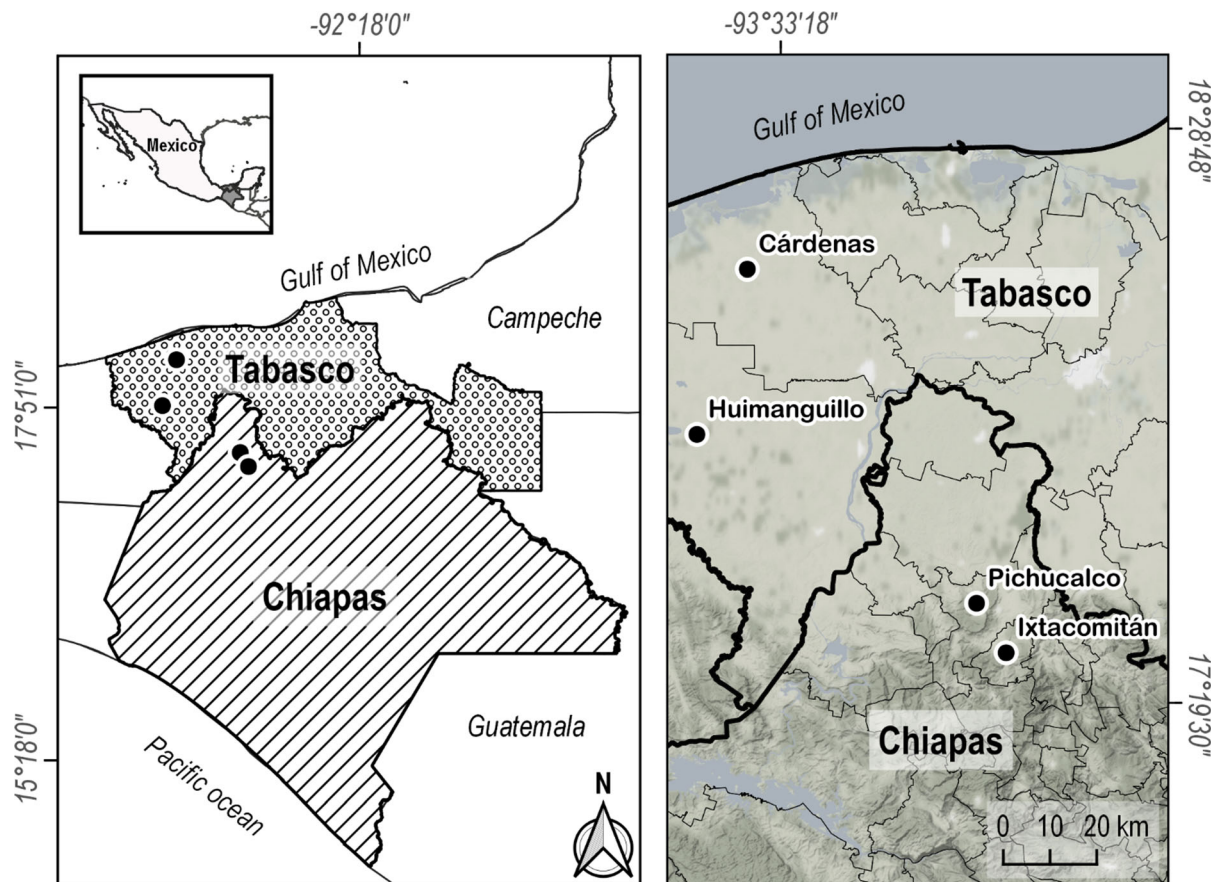 -92°18'0"
-93°33'18"
Mexico
Gulf of Mexico
Campeche
Tabasco
17°51'0"
Chiapas
Guatemala
15°18'0"
Pacific ocean
N
Gulf of Mexico
18°28'48"
Cárdenas
Tabasco
Huimanguillo
Pichucalco
Ixtacomitán
17°19'30"
Chiapas
0 10 20 km